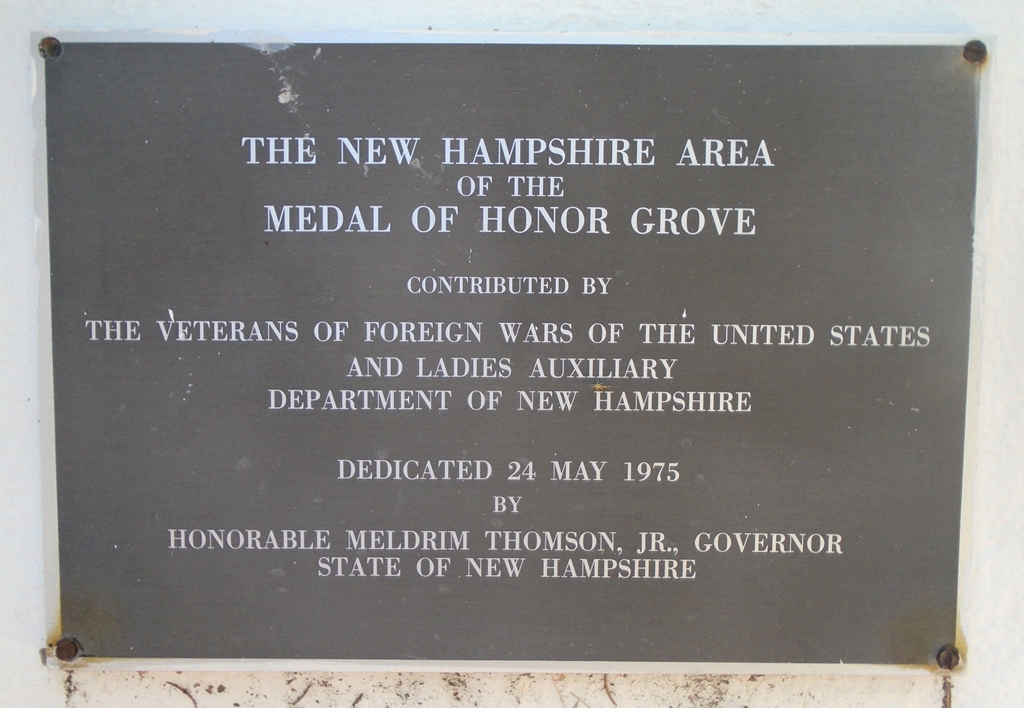 THE NEW HAMPSHIRE AREA
OF THE
MEDAL OF HONOR GROVE
CONTRIBUTED BY
THE VETERANS OF FOREIGN WARS OF THE UNITED STATES
AND LADIES AUXILIARY
DEPARTMENT OF NEW HAMPSHIRE
DEDICATED 24 MAY 1975
BY
HONORABLE MELDRIM THOMSON, JR., GOVERNOR
STATE OF NEW HAMPSHIRE